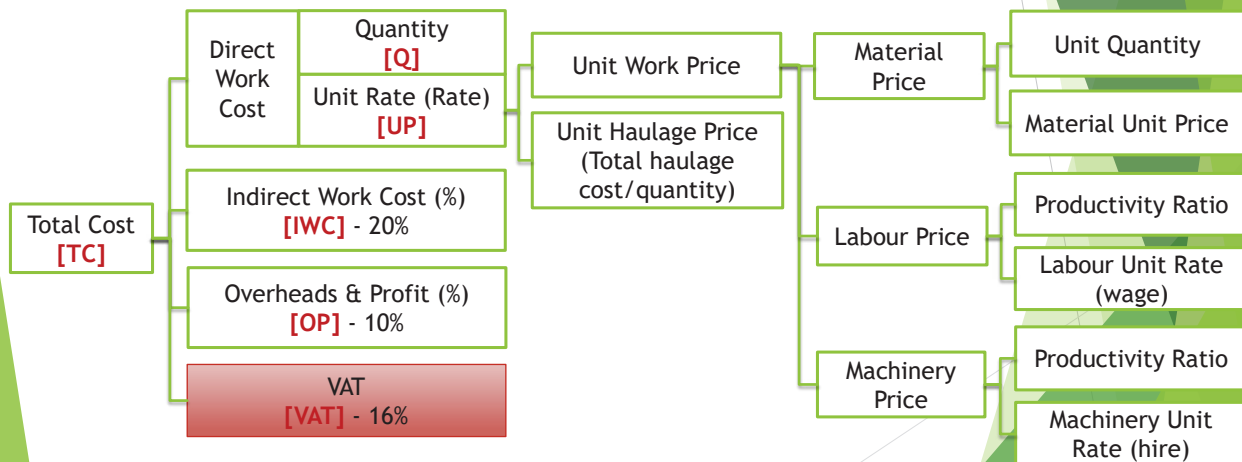 Total Cost
[TC]
Direct
Work
Cost
Quantity
[Q]
Unit Rate (Rate)
[UP]
Indirect Work Cost (%)
[IWC] - 20%
Overheads & Profit (%)
[OP] - 10%
VAT
[VAT] - 16%
Unit Work Price
Unit Haulage Price
(Total haulage
cost/quantity)
Material
Price
Unit Quantity
Material Unit Price
Labour Price
Productivity Ratio
Labour Unit Rate
(wage)
Machinery
Price
Productivity Ratio
Machinery Unit
Rate (hire)